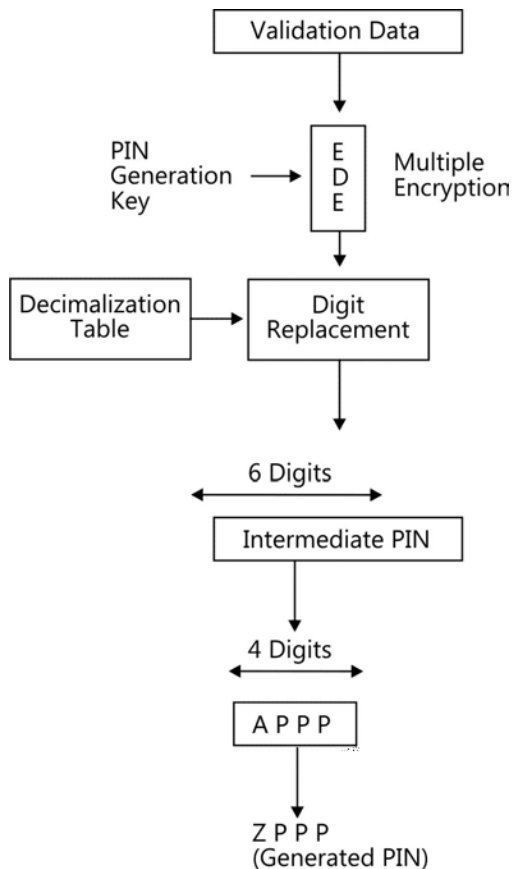 Validation Data
PIN
Generation
Key
E
D
E
Multiple
Encryption
Decimalization
Table
Digit
Replacement
6 Digits
Intermediate PIN
4 Digits
A P P P
Z P P P
(Generated PIN)